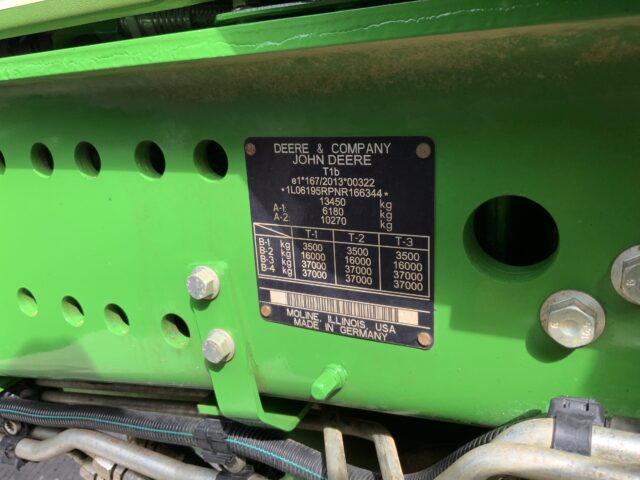 DEERE & COMPANY
JOHN DEERE
T1b
e1*167/2013*00322
*1L06195RPNR166344*
13450 kg
A-1: 6180 kg
A-2: 10270 kg
T-1 T-2 T-3
B-1 kg 3500 3500 3500
B-2 kg 16000 16000 16000
B-3 kg 37000 37000 37000
B-4 kg 37000 37000 37000
MOLINE, ILLINOIS, USA
MADE IN GERMANY